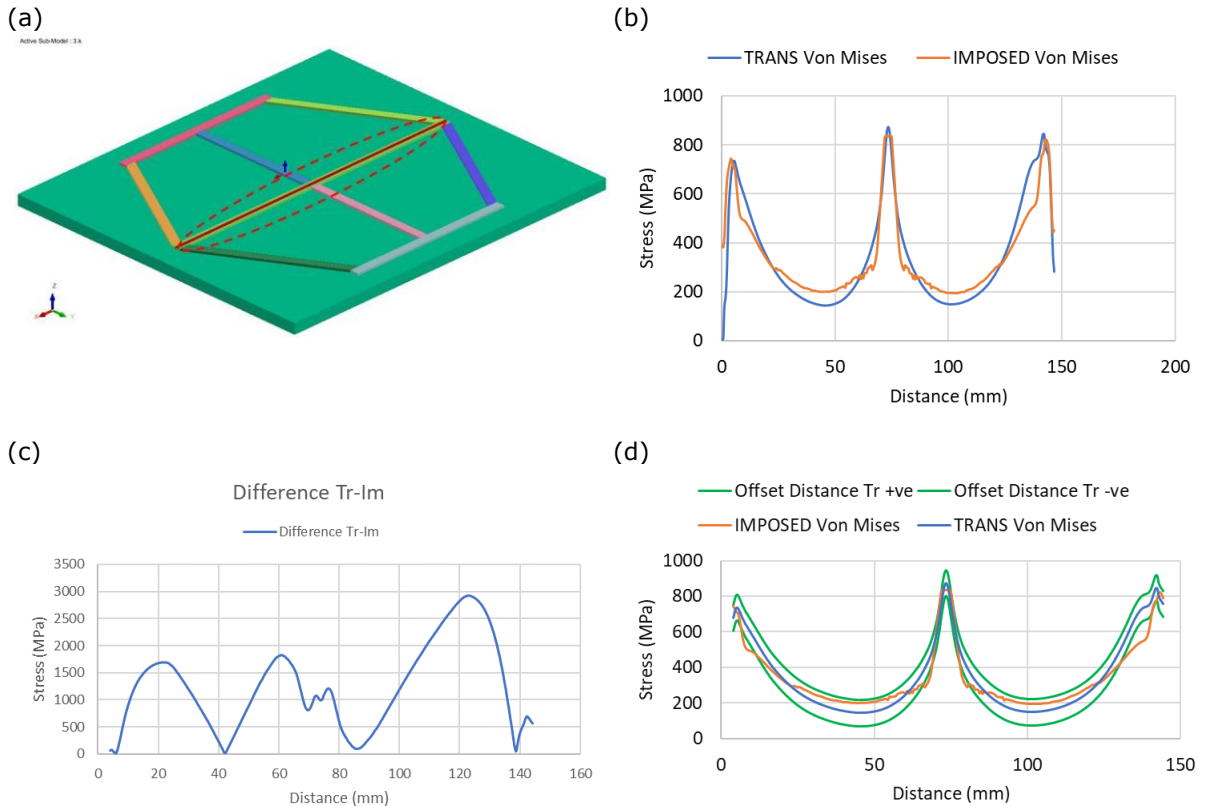 (a)
Active Sub-Model : 3.k
Z
X
Y
(b)
TRANS Von Mises
IMPOSED Von Mises
1000
800
600
400
200
0
Stress (MPa)
0 50 100 150 200
Distance (mm)
(c)
Difference Tr-Im
Difference Tr-Im
3500
3000
2500
2000
1500
1000
500
0
Stress (MPa)
0 20 40 60 80 100 120 140 160
Distance (mm)
(d)
Offset Distance Tr +ve
Offset Distance Tr -ve
IMPOSED Von Mises
TRANS Von Mises
1000
800
600
400
200
0
Stress (MPa)
0 50 100 150
Distance (mm)